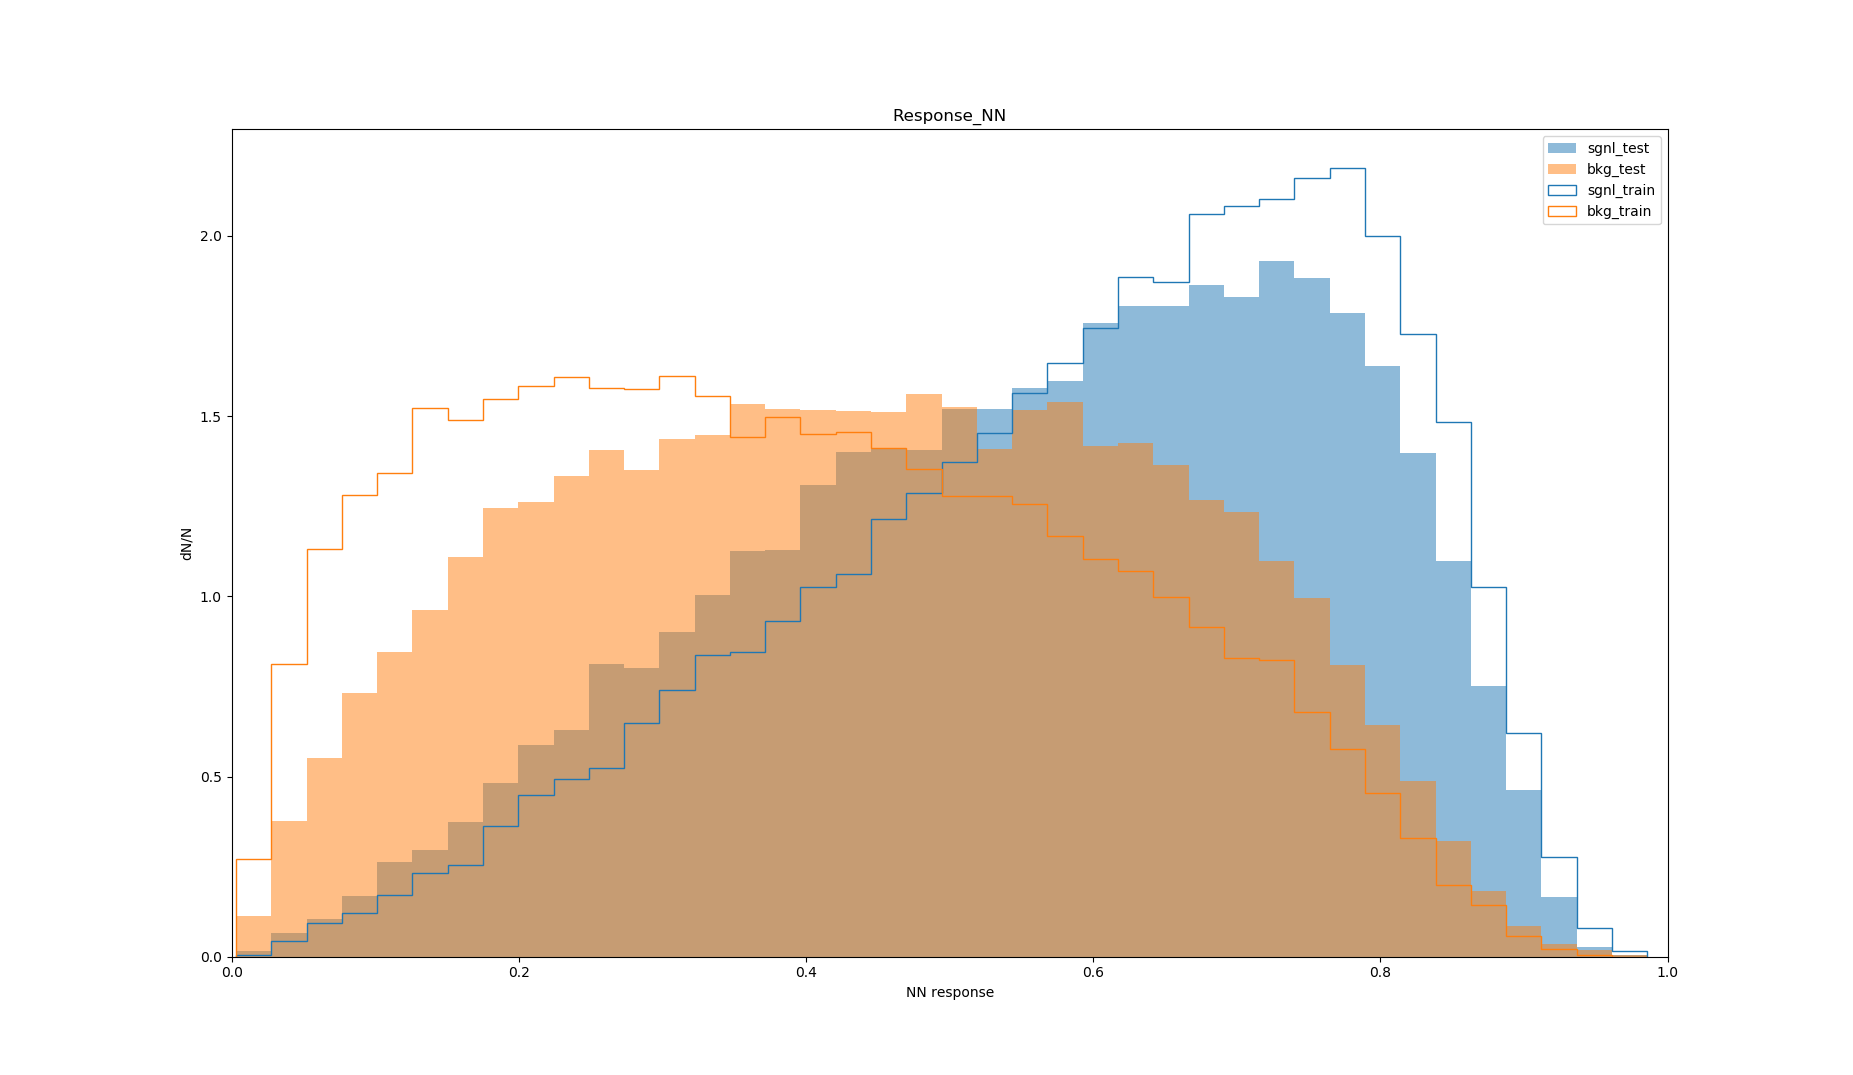 Response_NN
sgnl_test
bkg_test
sgnl_train
bkg_train
2.0
1.5
1.0
0.5
0.0
dN/N
0.0 0.2 0.4 0.6 0.8 1.0
NN response